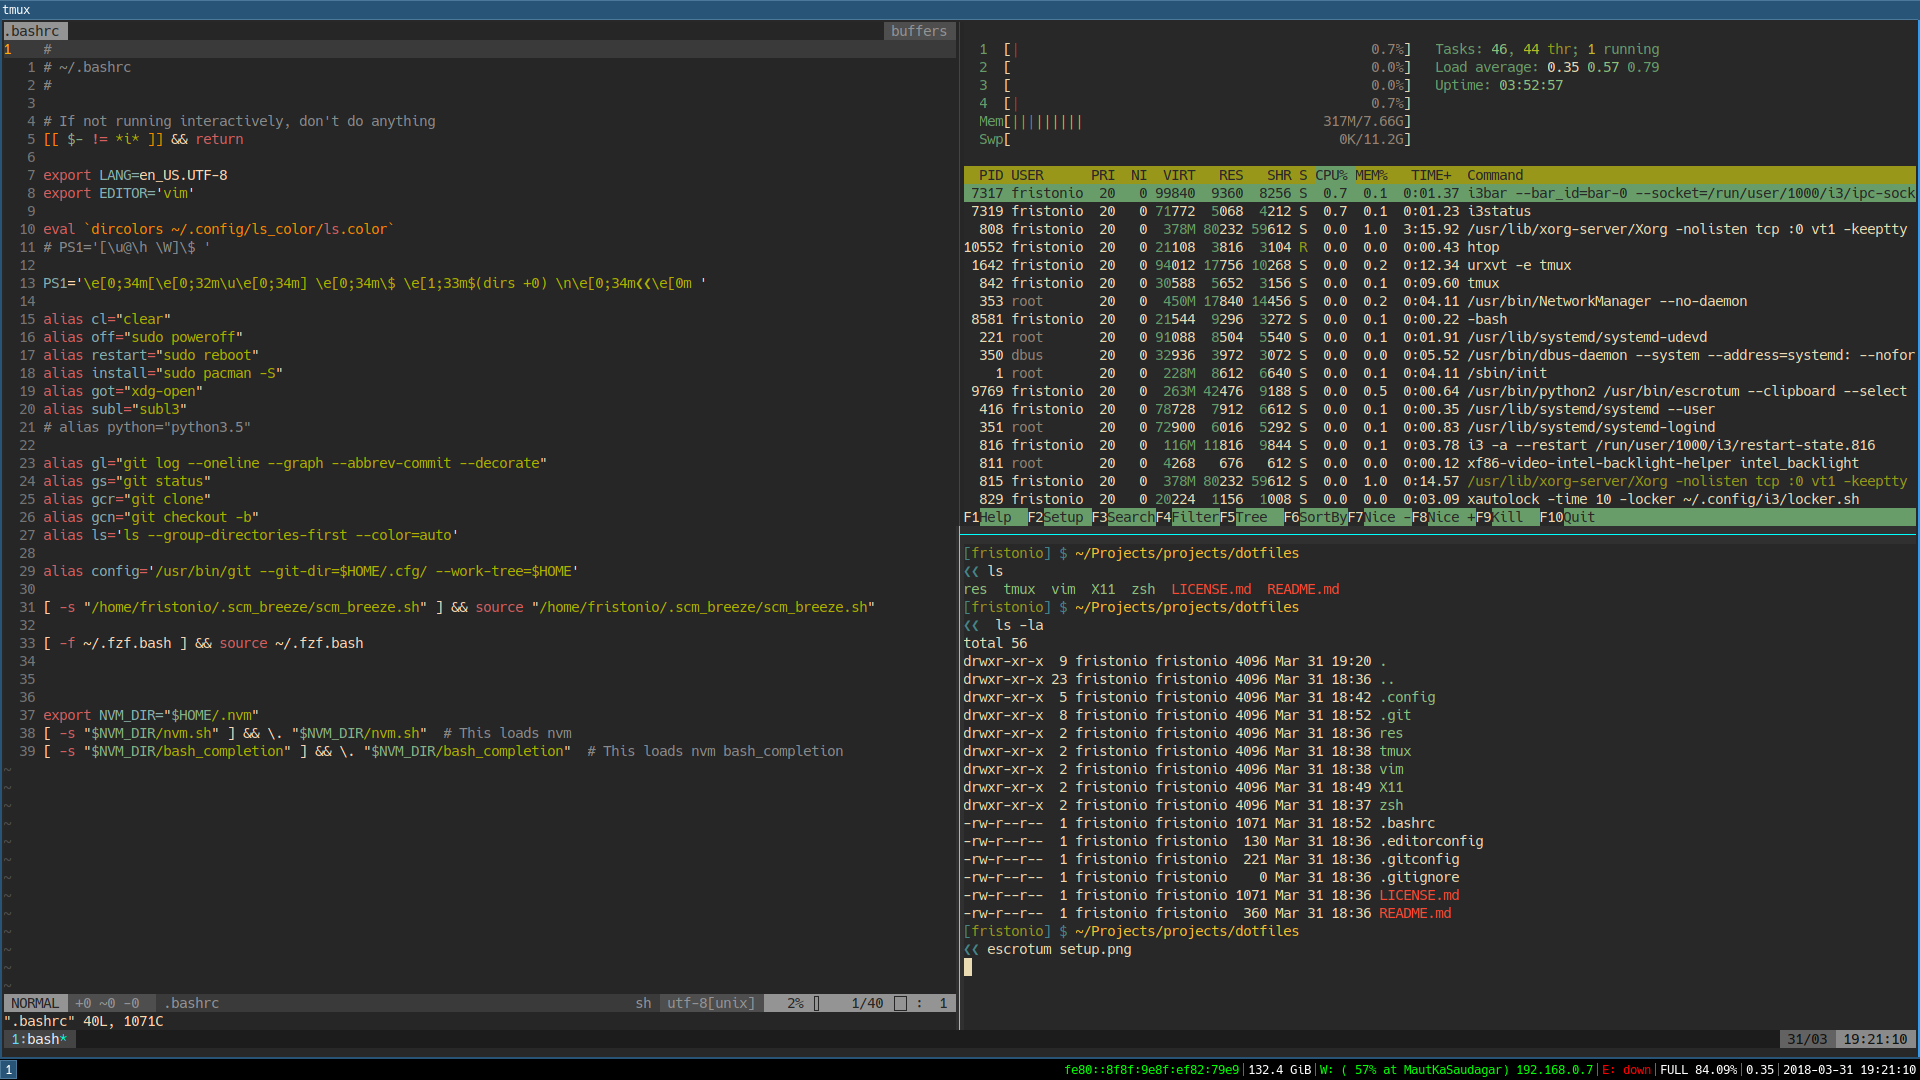 tmux
.bashrc buffers
1 #
1 # ~/.bashrc
2 #
3
4 # If not running interactively, don't do anything
5 [[ $- != *i* ]] && return
6
7 export LANG=en_US.UTF-8
8 export EDITOR='vim'
9
10 eval `dircolors ~/.config/ls_color/ls.color`
11 # PS1='[\u@\h \W]\$ '
12
13 PS1='\e[0;34m[\e[0;32m\u\e[0;34m] \e[0;34m\$ \e[1;33m$(dirs +0) \n\e[0;34m❮❮\e[0m '
14
15 alias cl="clear"
16 alias off="sudo poweroff"
17 alias restart="sudo reboot"
18 alias install="sudo pacman -S"
19 alias got="xdg-open"
20 alias subl="subl3"
21 # alias python="python3.5"
22
23 alias gl="git log --oneline --graph --abbrev-commit --decorate"
24 alias gs="git status"
25 alias gcr="git clone"
26 alias gcn="git checkout -b"
27 alias ls='ls --group-directories-first --color=auto'
28
29 alias config='/usr/bin/git --git-dir=$HOME/.cfg/ --work-tree=$HOME'
30
31 [ -s "/home/fristonio/.scm_breeze/scm_breeze.sh" ] && source "/home/fristonio/.scm_breeze/scm_breeze.sh"
32
33 [ -f ~/.fzf.bash ] && source ~/.fzf.bash
34
35
36
37 export NVM_DIR="$HOME/.nvm"
38 [ -s "$NVM_DIR/nvm.sh" ] && \. "$NVM_DIR/nvm.sh"  # This loads nvm
39 [ -s "$NVM_DIR/bash_completion" ] && \. "$NVM_DIR/bash_completion"  # This loads nvm bash_completion
~
~
~
~
~
~
~
~
~
~
~
~
~
NORMAL +0 ~0 -0 .bashrc sh utf-8[unix] 2% 1/40 : 1
".bashrc" 40L, 1071C
1 [| 0.7%] Tasks: 46, 44 thr; 1 running
2 [ 0.0%] Load average: 0.35 0.57 0.79
3 [ 0.0%] Uptime: 03:52:57
4 [| 0.7%]
Mem[||||||||| 317M/7.66G]
Swp[ 0K/11.2G]
PID USER PRI NI VIRT RES SHR S CPU% MEM% TIME+ Command
7317 fristonio 20 0 99840 9360 8256 S 0.7 0.1 0:01.37 i3bar --bar_id=bar-0 --socket=/run/user/1000/i3/ipc-sock
7319 fristonio 20 0 71772 5068 4212 S 0.7 0.1 0:01.23 i3status
808 fristonio 20 0 378M 80232 59612 S 0.0 1.0 3:15.92 /usr/lib/xorg-server/Xorg -nolisten tcp :0 vt1 -keeptty
10552 fristonio 20 0 21108 3816 3104 R 0.0 0.0 0:00.43 htop
1642 fristonio 20 0 94012 17756 10268 S 0.0 0.2 0:12.34 urxvt -e tmux
842 fristonio 20 0 30588 5652 3156 S 0.0 0.1 0:09.60 tmux
353 root 20 0 450M 17840 14456 S 0.0 0.2 0:04.11 /usr/bin/NetworkManager --no-daemon
8581 fristonio 20 0 21544 9296 3272 S 0.0 0.1 0:00.22 -bash
221 root 20 0 91088 8504 5540 S 0.0 0.1 0:01.91 /usr/lib/systemd/systemd-udevd
350 dbus 20 0 32936 3972 3072 S 0.0 0.0 0:05.52 /usr/bin/dbus-daemon --system --address=systemd: --nofor
1 root 20 0 228M 8612 6640 S 0.0 0.1 0:04.11 /sbin/init
9769 fristonio 20 0 263M 42476 9188 S 0.0 0.5 0:00.64 /usr/bin/python2 /usr/bin/escrotum --clipboard --select
416 fristonio 20 0 78728 7912 6612 S 0.0 0.1 0:00.35 /usr/lib/systemd/systemd --user
351 root 20 0 72900 6016 5292 S 0.0 0.1 0:00.83 /usr/lib/systemd/systemd-logind
816 fristonio 20 0 116M 11816 9844 S 0.0 0.1 0:03.78 i3 -a --restart /run/user/1000/i3/restart-state.816
811 root 20 0 4268 676 612 S 0.0 0.0 0:00.12 xf86-video-intel-backlight-helper intel_backlight
815 fristonio 20 0 378M 80232 59612 S 0.0 1.0 0:14.57 /usr/lib/xorg-server/Xorg -nolisten tcp :0 vt1 -keeptty
829 fristonio 20 0 20224 1156 1008 S 0.0 0.0 0:03.09 xautolock -time 10 -locker ~/.config/i3/locker.sh
F1Help F2Setup F3SearchF4FilterF5Tree F6SortByF7Nice -F8Nice +F9Kill F10Quit
[fristonio] $ ~/Projects/projects/dotfiles
❮❮ ls
res tmux vim X11 zsh LICENSE.md README.md
[fristonio] $ ~/Projects/projects/dotfiles
❮❮  ls -la
total 56
drwxr-xr-x 9 fristonio fristonio 4096 Mar 31 19:20 .
drwxr-xr-x 23 fristonio fristonio 4096 Mar 31 18:36 ..
drwxr-xr-x 5 fristonio fristonio 4096 Mar 31 18:42 .config
drwxr-xr-x 8 fristonio fristonio 4096 Mar 31 18:52 .git
drwxr-xr-x 2 fristonio fristonio 4096 Mar 31 18:36 res
drwxr-xr-x 2 fristonio fristonio 4096 Mar 31 18:38 tmux
drwxr-xr-x 2 fristonio fristonio 4096 Mar 31 18:38 vim
drwxr-xr-x 2 fristonio fristonio 4096 Mar 31 18:49 X11
drwxr-xr-x 2 fristonio fristonio 4096 Mar 31 18:37 zsh
-rw-r--r-- 1 fristonio fristonio 1071 Mar 31 18:52 .bashrc
-rw-r--r-- 1 fristonio fristonio 130 Mar 31 18:36 .editorconfig
-rw-r--r-- 1 fristonio fristonio 221 Mar 31 18:36 .gitconfig
-rw-r--r-- 1 fristonio fristonio 0 Mar 31 18:36 .gitignore
-rw-r--r-- 1 fristonio fristonio 1071 Mar 31 18:36 LICENSE.md
-rw-r--r-- 1 fristonio fristonio 360 Mar 31 18:36 README.md
[fristonio] $ ~/Projects/projects/dotfiles
❮❮ escrotum setup.png
1:bash* 31/03 19:21:10
1 fe80::8f8f:9e8f:ef82:79e9|132.4 GiB|W: ( 57% at MautKaSaudagar) 192.168.0.7|E: down|FULL 84.09%|0.35|2018-03-31 19:21:10